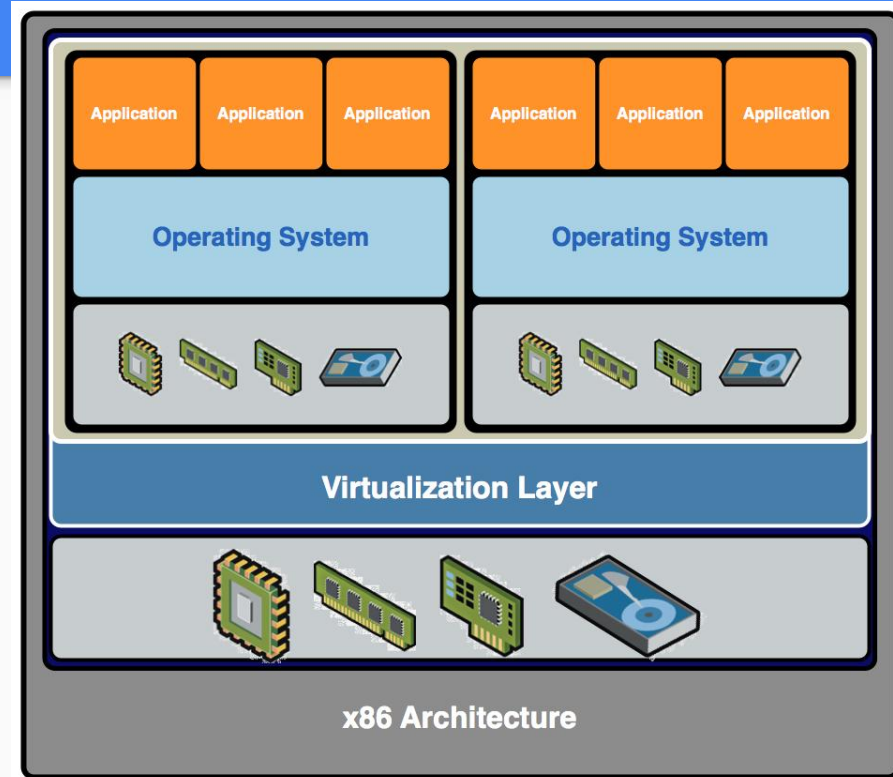 Application Application Application Application Application Application
Operating System Operating System
Virtualization Layer
x86 Architecture